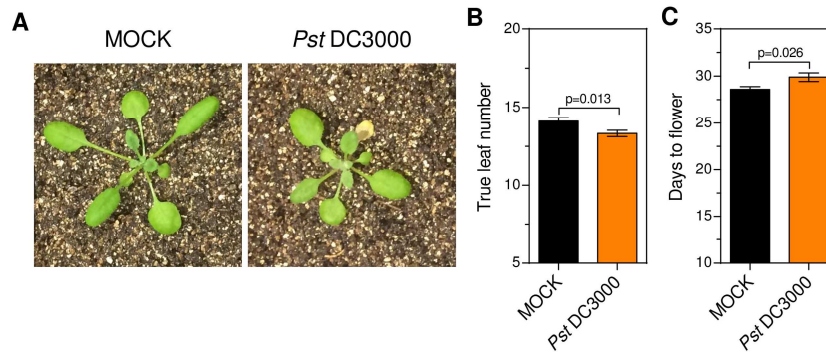 A
MOCK
Pst DC3000
B
True leaf number
20
15
10
5
p=0.013
MOCK
Pst DC3000
C
Days to flower
35
30
25
20
15
10
p=0.026
MOCK
Pst DC3000